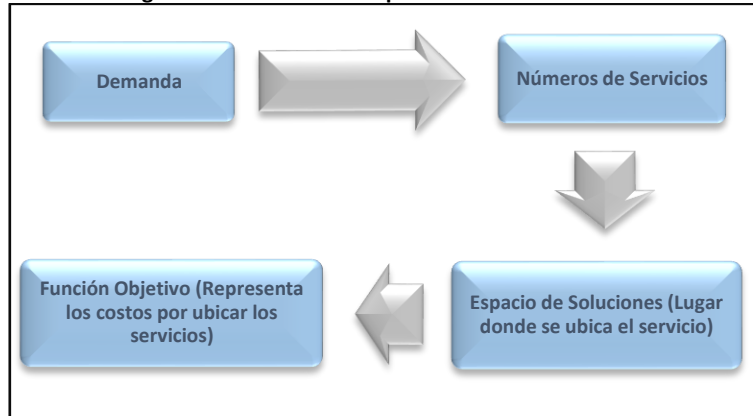 Demanda
Números de Servicios
Espacio de Soluciones (Lugar
donde se ubica el servicio)
Función Objetivo (Representa
los costos por ubicar los
servicios)